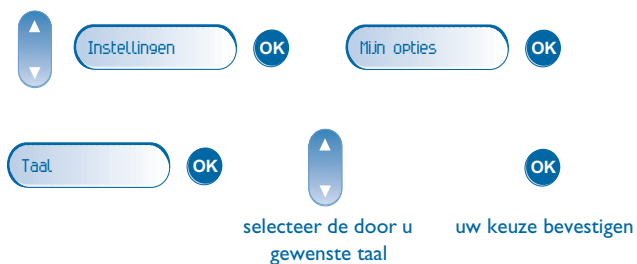 Instellingen OK Mijn opties OK
Taal OK OK
selecteer de door u uw keuze bevestigen
gewenste taal